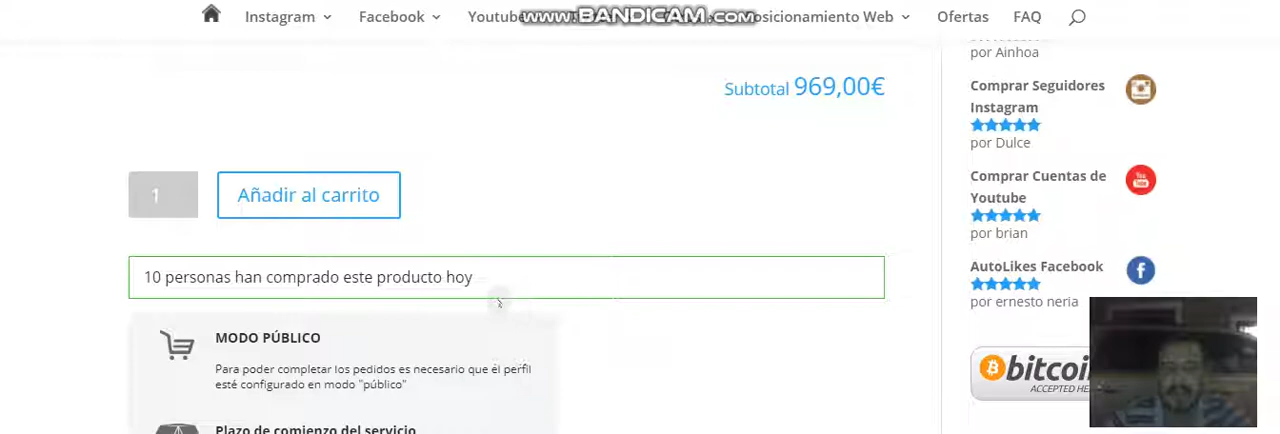 Instagram
Facebook
Youtube
www.BANDICAM.com
Posicionamiento Web
Ofertas
FAQ
Subtotal 969,00€
1
Añadir al carrito
10 personas han comprado este producto hoy
MODO PÚBLICO
Para poder completar los pedidos es necesario que el perfil
esté configurado en modo "público"
Plazo de comienzo del servicio
por Ainhoa
Comprar Seguidores
Instagram
por Dulce
Comprar Cuentas de
Youtube
You
Tube
por brian
AutoLikes Facebook
por ernesto neria
bitcoin
ACCEPTED HE